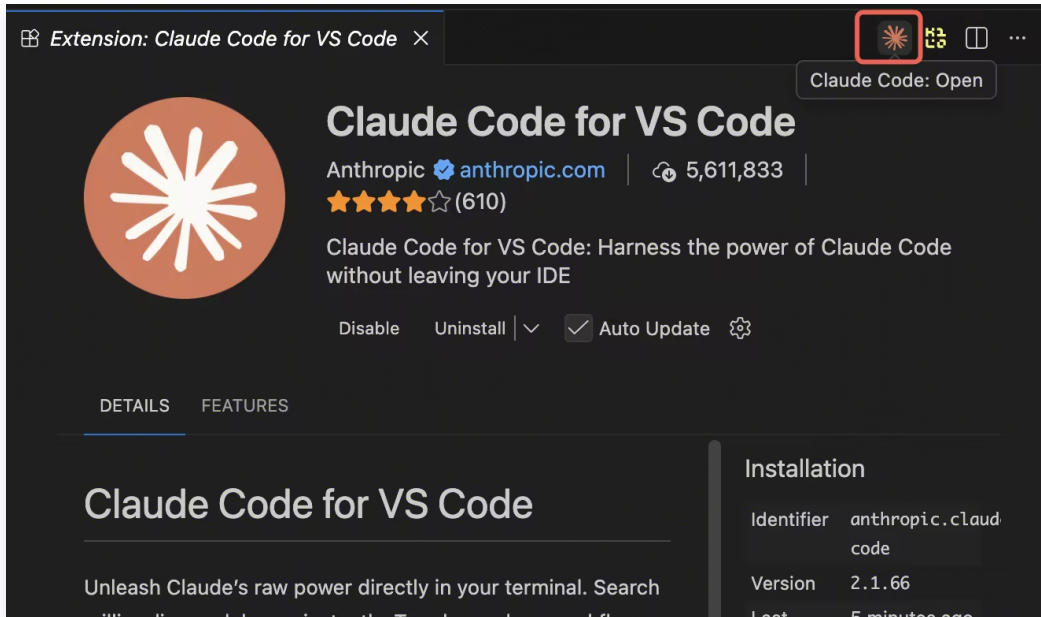 Extension: Claude Code for VS Code
Claude Code: Open
Claude Code for VS Code
Anthropic anthropic.com 5,611,833
(610)
Claude Code for VS Code: Harness the power of Claude Code
without leaving your IDE
Disable Uninstall Auto Update
DETAILS FEATURES
Installation
Claude Code for VS Code
Identifier anthropic.claud
code
Version 2.1.66
Unleash Claude's raw power directly in your terminal. Search
Last 5 minutes ago